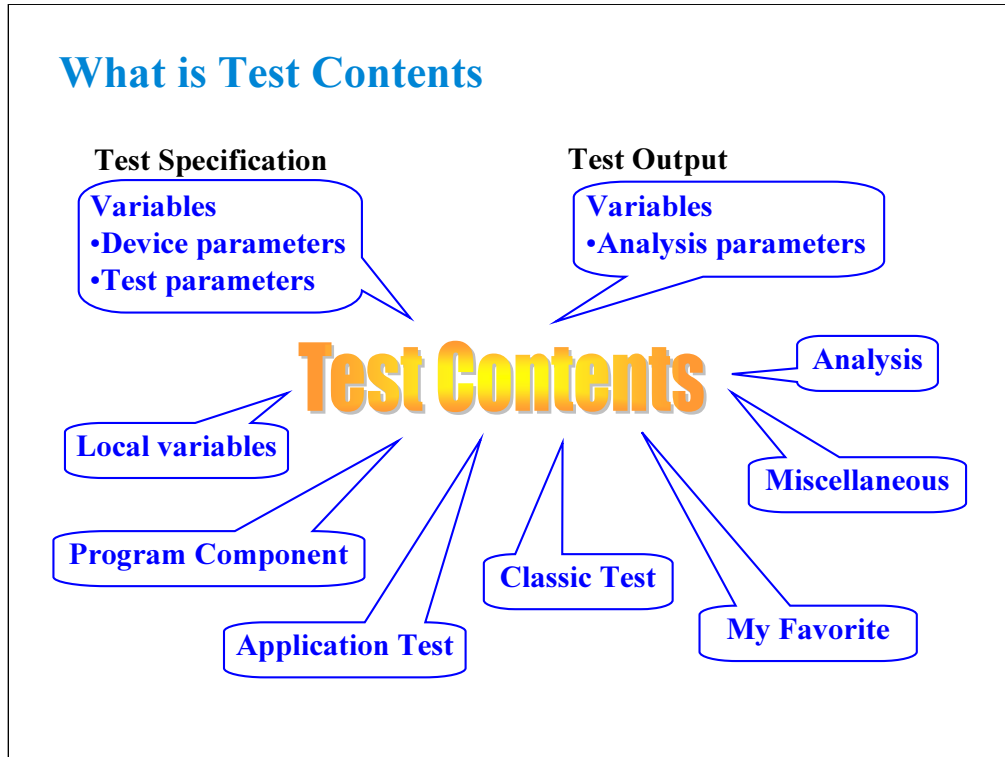 What is Test Contents
Test Specification
Variables
•Device parameters
•Test parameters
Test Output
Variables
•Analysis parameters
Test Contents
Analysis
Local variables
Miscellaneous
Program Component
Classic Test
Application Test
My Favorite